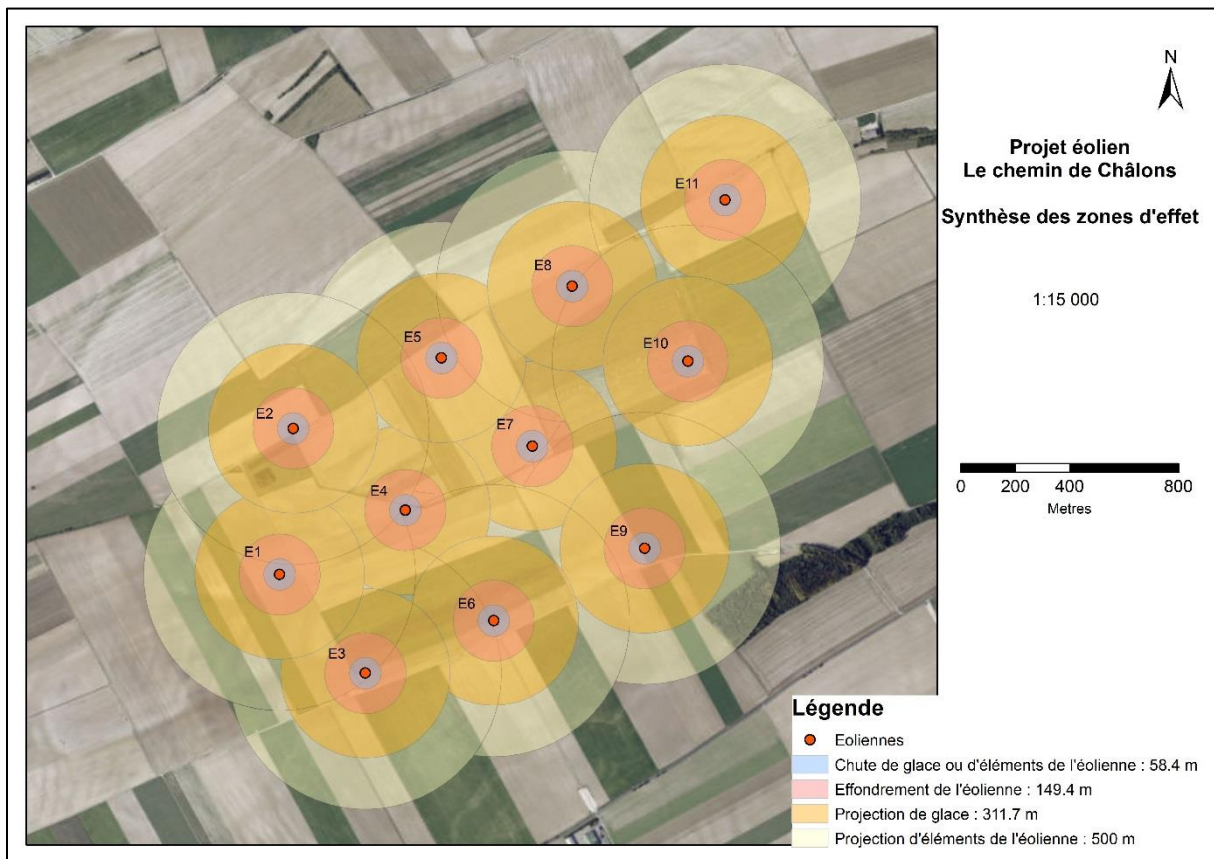 N
Projet éolien
Le chemin de Châlons
Synthèse des zones d'effet
1:15 000
0 200 400 800
Metres
E11
E8
E5
E10
E2
E7
E4
E9
E1
E6
E3
Légende
Eoliennes
Chute de glace ou d'éléments de l'éolienne : 58.4 m
Effondrement de l'éolienne : 149.4 m
Projection de glace : 311.7 m
Projection d'éléments de l'éolienne : 500 m